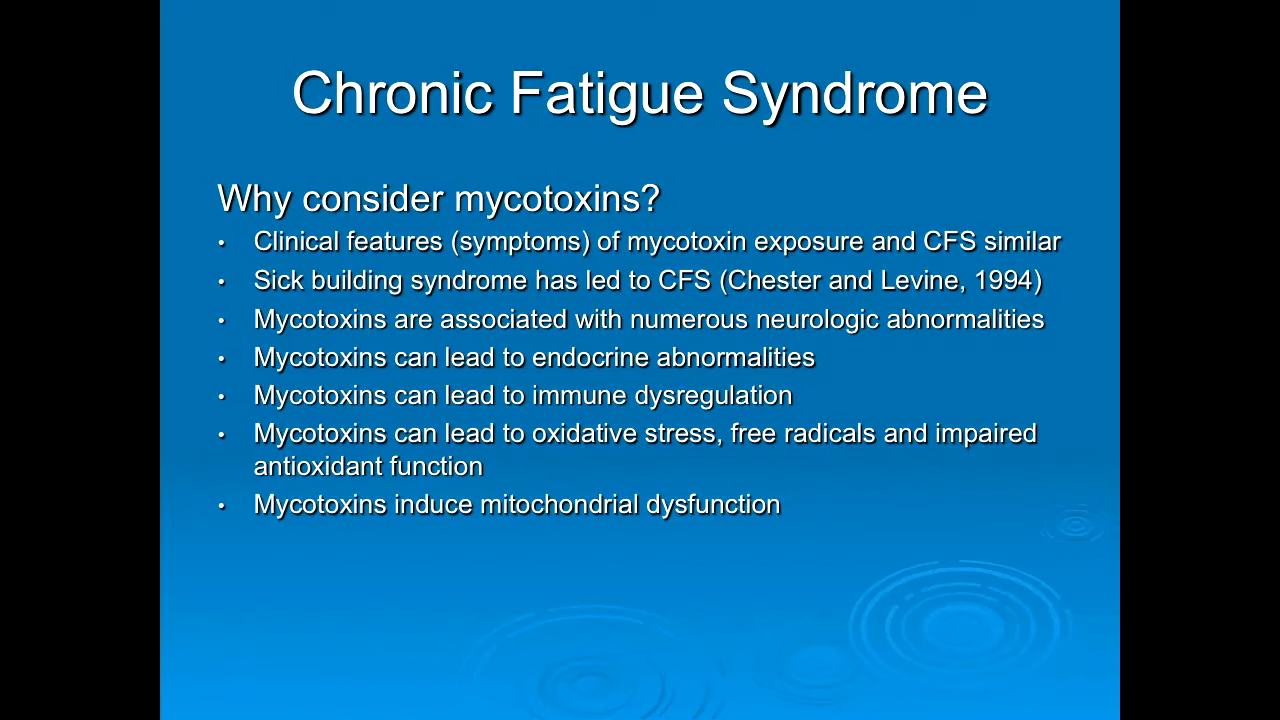 Chronic Fatigue Syndrome
Why consider mycotoxins?
• Clinical features (symptoms) of mycotoxin exposure and CFS similar
• Sick building syndrome has led to CFS (Chester and Levine, 1994)
• Mycotoxins are associated with numerous neurologic abnormalities
• Mycotoxins can lead to endocrine abnormalities
• Mycotoxins can lead to immune dysregulation
• Mycotoxins can lead to oxidative stress, free radicals and impaired
antioxidant function
• Mycotoxins induce mitochondrial dysfunction